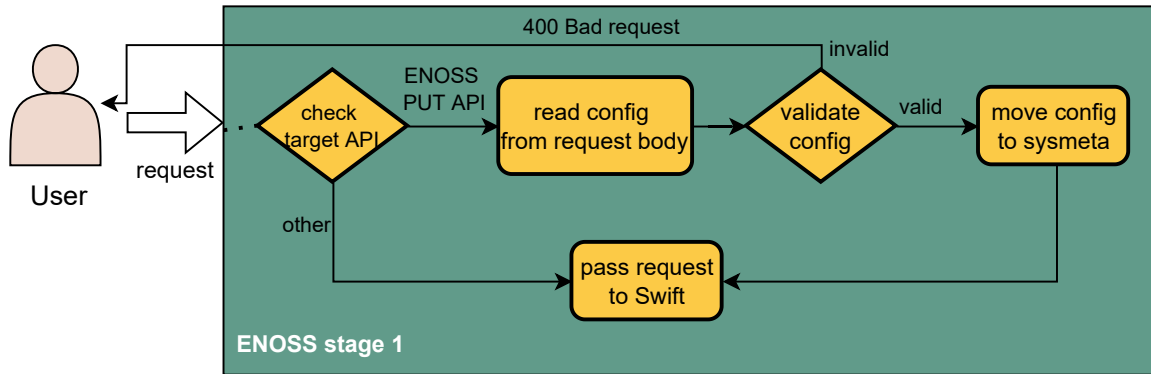 400 Bad request
invalid
ENOSS
PUT API
check
target API
read config
from request body
validate
config
valid
move config
to sysmeta
request
User
other
pass request
to Swift
ENOSS stage 1